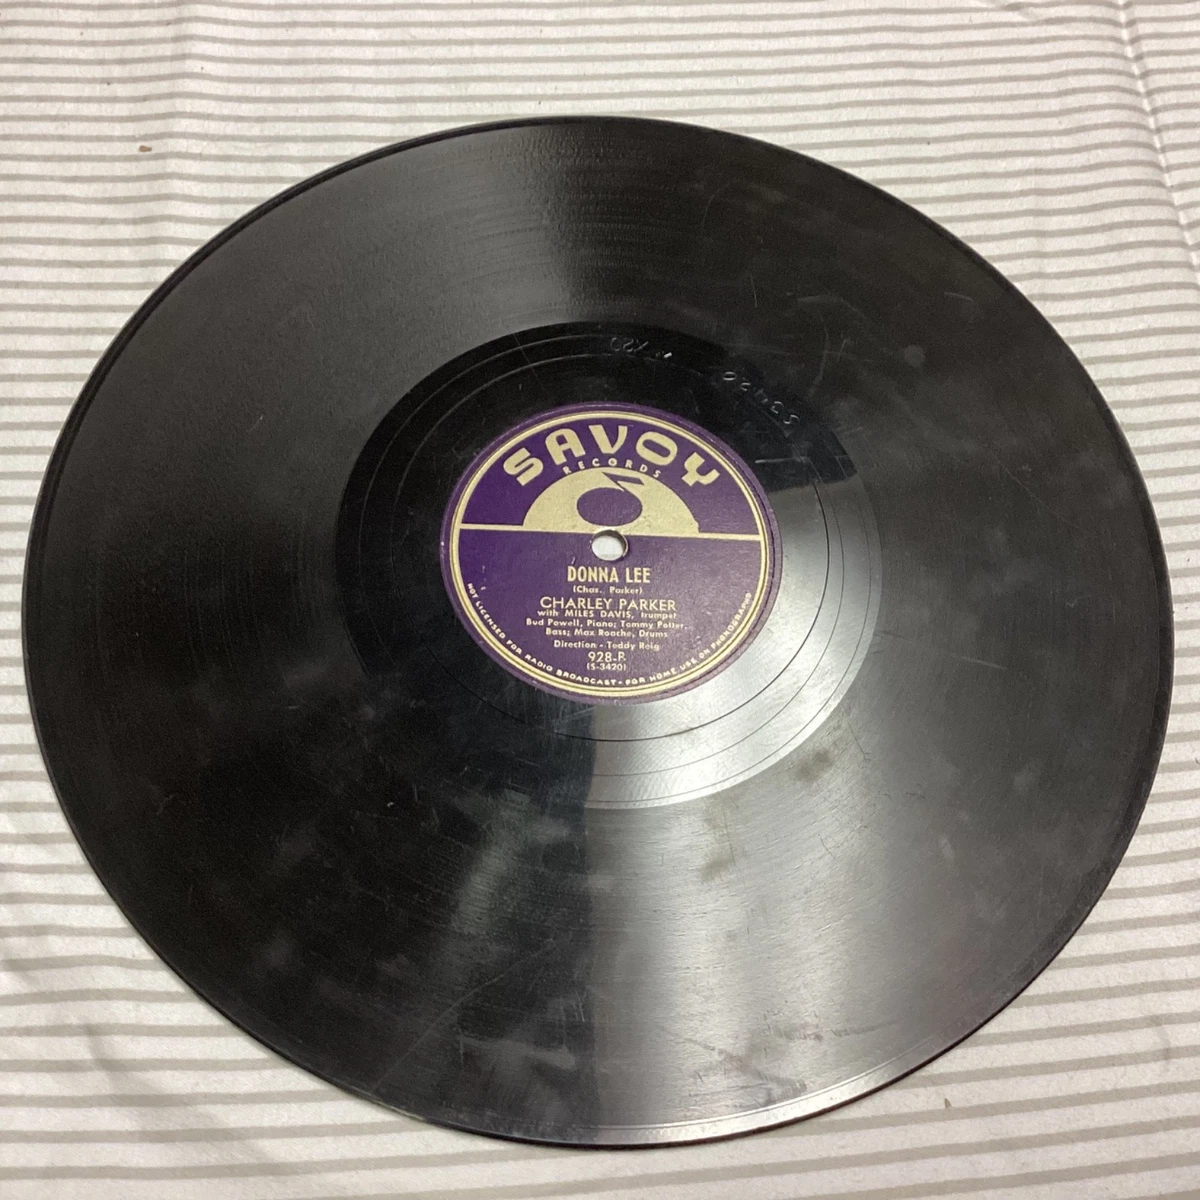 SAVOY
RECORDS
DONNA LEE
(Chas. Parker)
CHARLEY PARKER
with MILES DAVIS, trumpet
Bud Powell, Piano; Tommy Potter,
Bass; Max Roache, Drums
Direction - Teddy Reig
928-B
(S-3420)
NOT LICENSED FOR RADIO BROADCAST • FOR HOME USE ON PHONOGRAPHS
S3420